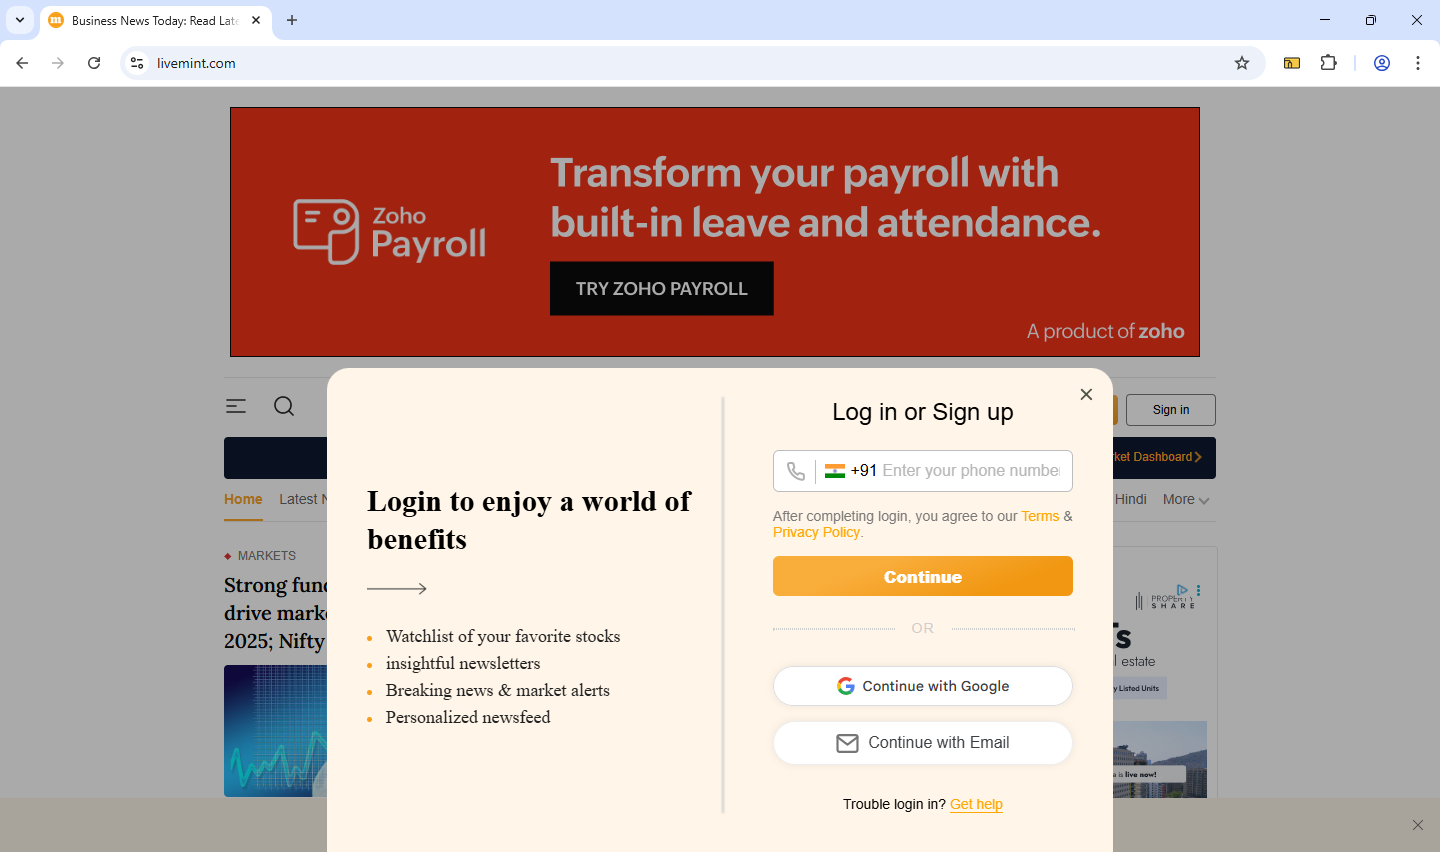 Business News Today: Read Late
livemint.com
Transform your payroll with
built-in leave and attendance.
Zoho
Payroll
TRY ZOHO PAYROLL
A product of zoho
Sign in
Market Dashboard
Home Latest N
Hindi More
MARKETS
Strong fund
drive marke
2025; Nifty
PROPERTY
SHARE
l estate
y Listed Units
is live now!
Login to enjoy a world of
benefits
Watchlist of your favorite stocks
insightful newsletters
Breaking news & market alerts
Personalized newsfeed
Log in or Sign up
+91 Enter your phone numbe
After completing login, you agree to our Terms &
Privacy Policy.
Continue
OR
Continue with Google
Continue with Email
Trouble login in? Get help